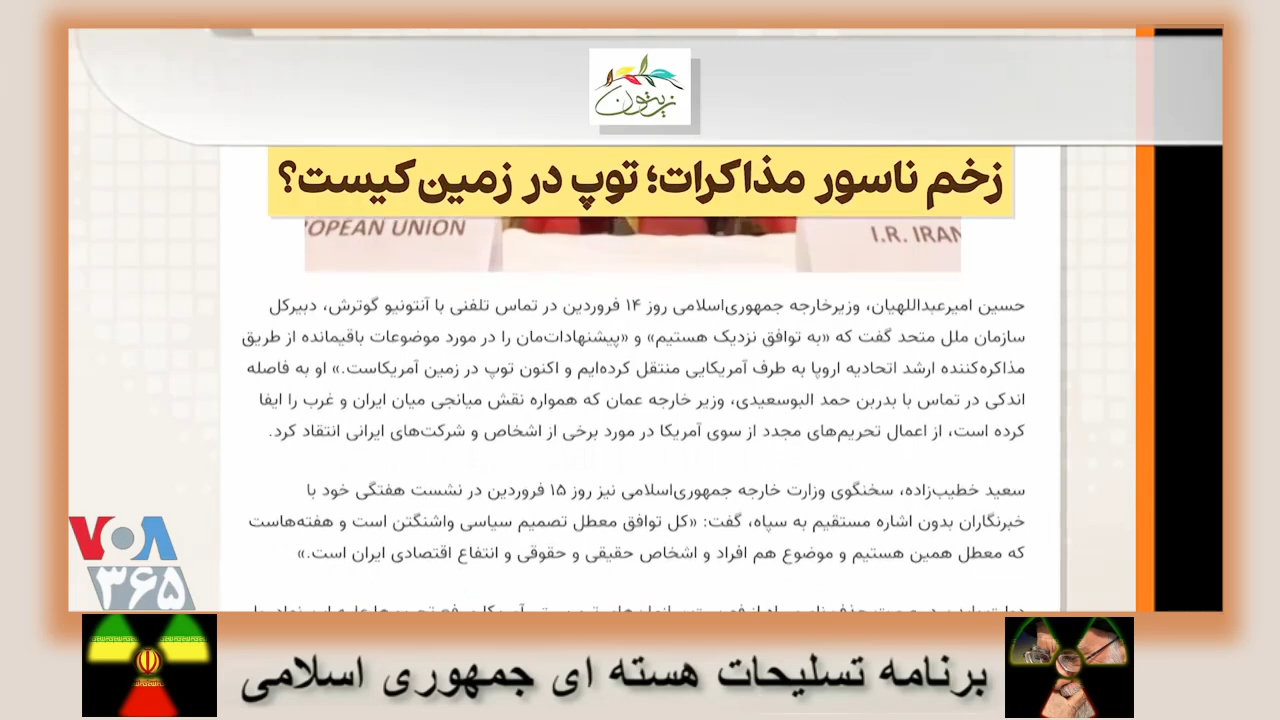 زیتون
زخم ناسور مذاکرات؛ توپ در زمین کیست؟
OPEAN UNION
I.R. IRAN
حسین امیرعبداللهیان، وزیرخارجه جمهوری‌اسلامی روز ۱۴ فروردین در تماس تلفنی با آنتونیو گوترش، دبیرکل
سازمان ملل متحد گفت که «به توافق نزدیک هستیم» و «پیشنهادات‌مان را در مورد موضوعات باقیمانده از طریق
مذاکره‌کننده ارشد اتحادیه اروپا به طرف آمریکایی منتقل کرده‌ایم و اکنون توپ در زمین آمریکاست.» او به فاصله
اندکی در تماس با بدربن حمد البوسعیدی، وزیر خارجه عمان که همواره نقش میانجی میان ایران و غرب را ایفا
کرده است، از اعمال تحریم‌های مجدد از سوی آمریکا در مورد برخی از اشخاص و شرکت‌های ایرانی انتقاد کرد.
سعید خطیب‌زاده، سخنگوی وزارت خارجه جمهوری‌اسلامی نیز روز ۱۵ فروردین در نشست هفتگی خود با
خبرنگاران بدون اشاره مستقیم به سپاه، گفت: «کل توافق معطل تصمیم سیاسی واشنگتن است و هفته‌هاست
که معطل همین هستیم و موضوع هم افراد و اشخاص حقیقی و حقوقی و انتفاع اقتصادی ایران است.»
VOA
۳۶۵
برنامه تسلیحات هسته ای جمهوری اسلامی